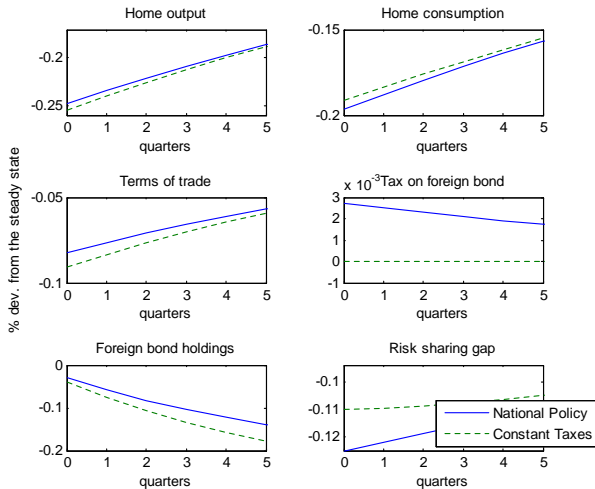 Home output
Home consumption
-0.2
-0.25
0 1 2 3 4 5
quarters
-0.15
-0.2
0 1 2 3 4 5
quarters
% dev. from the steady state
Terms of trade
x 10-3Tax on foreign bond
-0.05
-0.1
0 1 2 3 4 5
quarters
3
2
1
0
-1
0 1 2 3 4 5
quarters
Foreign bond holdings
Risk sharing gap
0
-0.1
-0.2
0 1 2 3 4 5
quarters
-0.1
-0.11
-0.12
0 1 2 3 4 5
quarters
National Policy
Constant Taxes